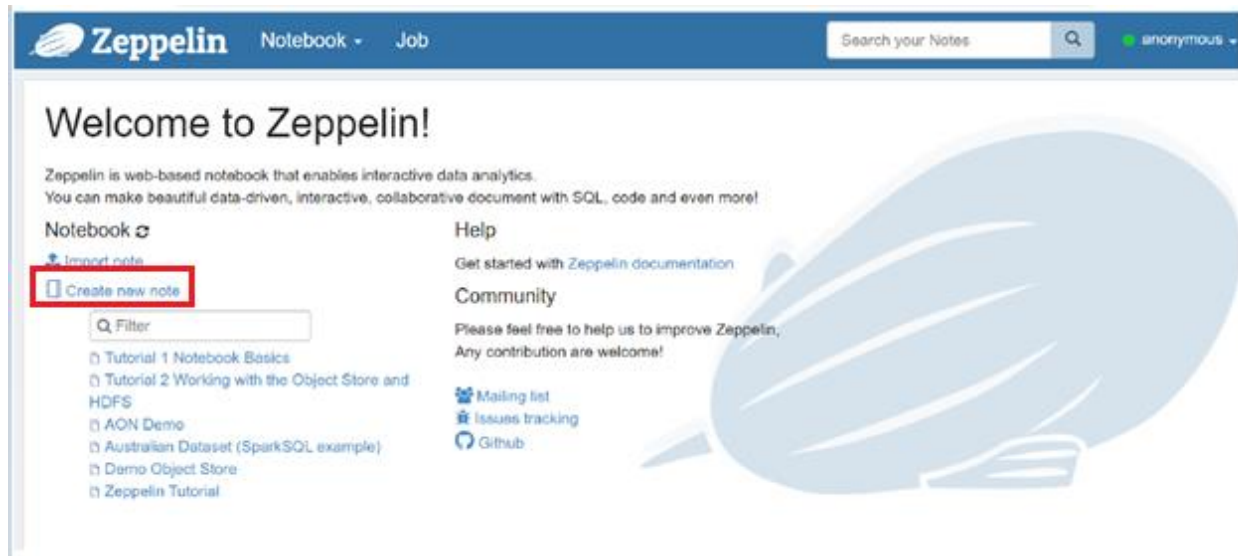 Zeppelin Notebook Job Search your Notes anonymous
Welcome to Zeppelin!
Zeppelin is web-based notebook that enables interactive data analytics.
You can make beautiful data-driven, interactive, collaborative document with SQL, code and even more!
Notebook
Import note
Create new note
Filter
Tutorial 1 Notebook Basics
Tutorial 2 Working with the Object Store and
HDFS
AON Demo
Australian Dataset (SparkSQL example)
Demo Object Store
Zeppelin Tutorial
Help
Get started with Zeppelin documentation
Community
Please feel free to help us to improve Zeppelin,
Any contribution are welcome!
Mailing list
Issues tracking
Github